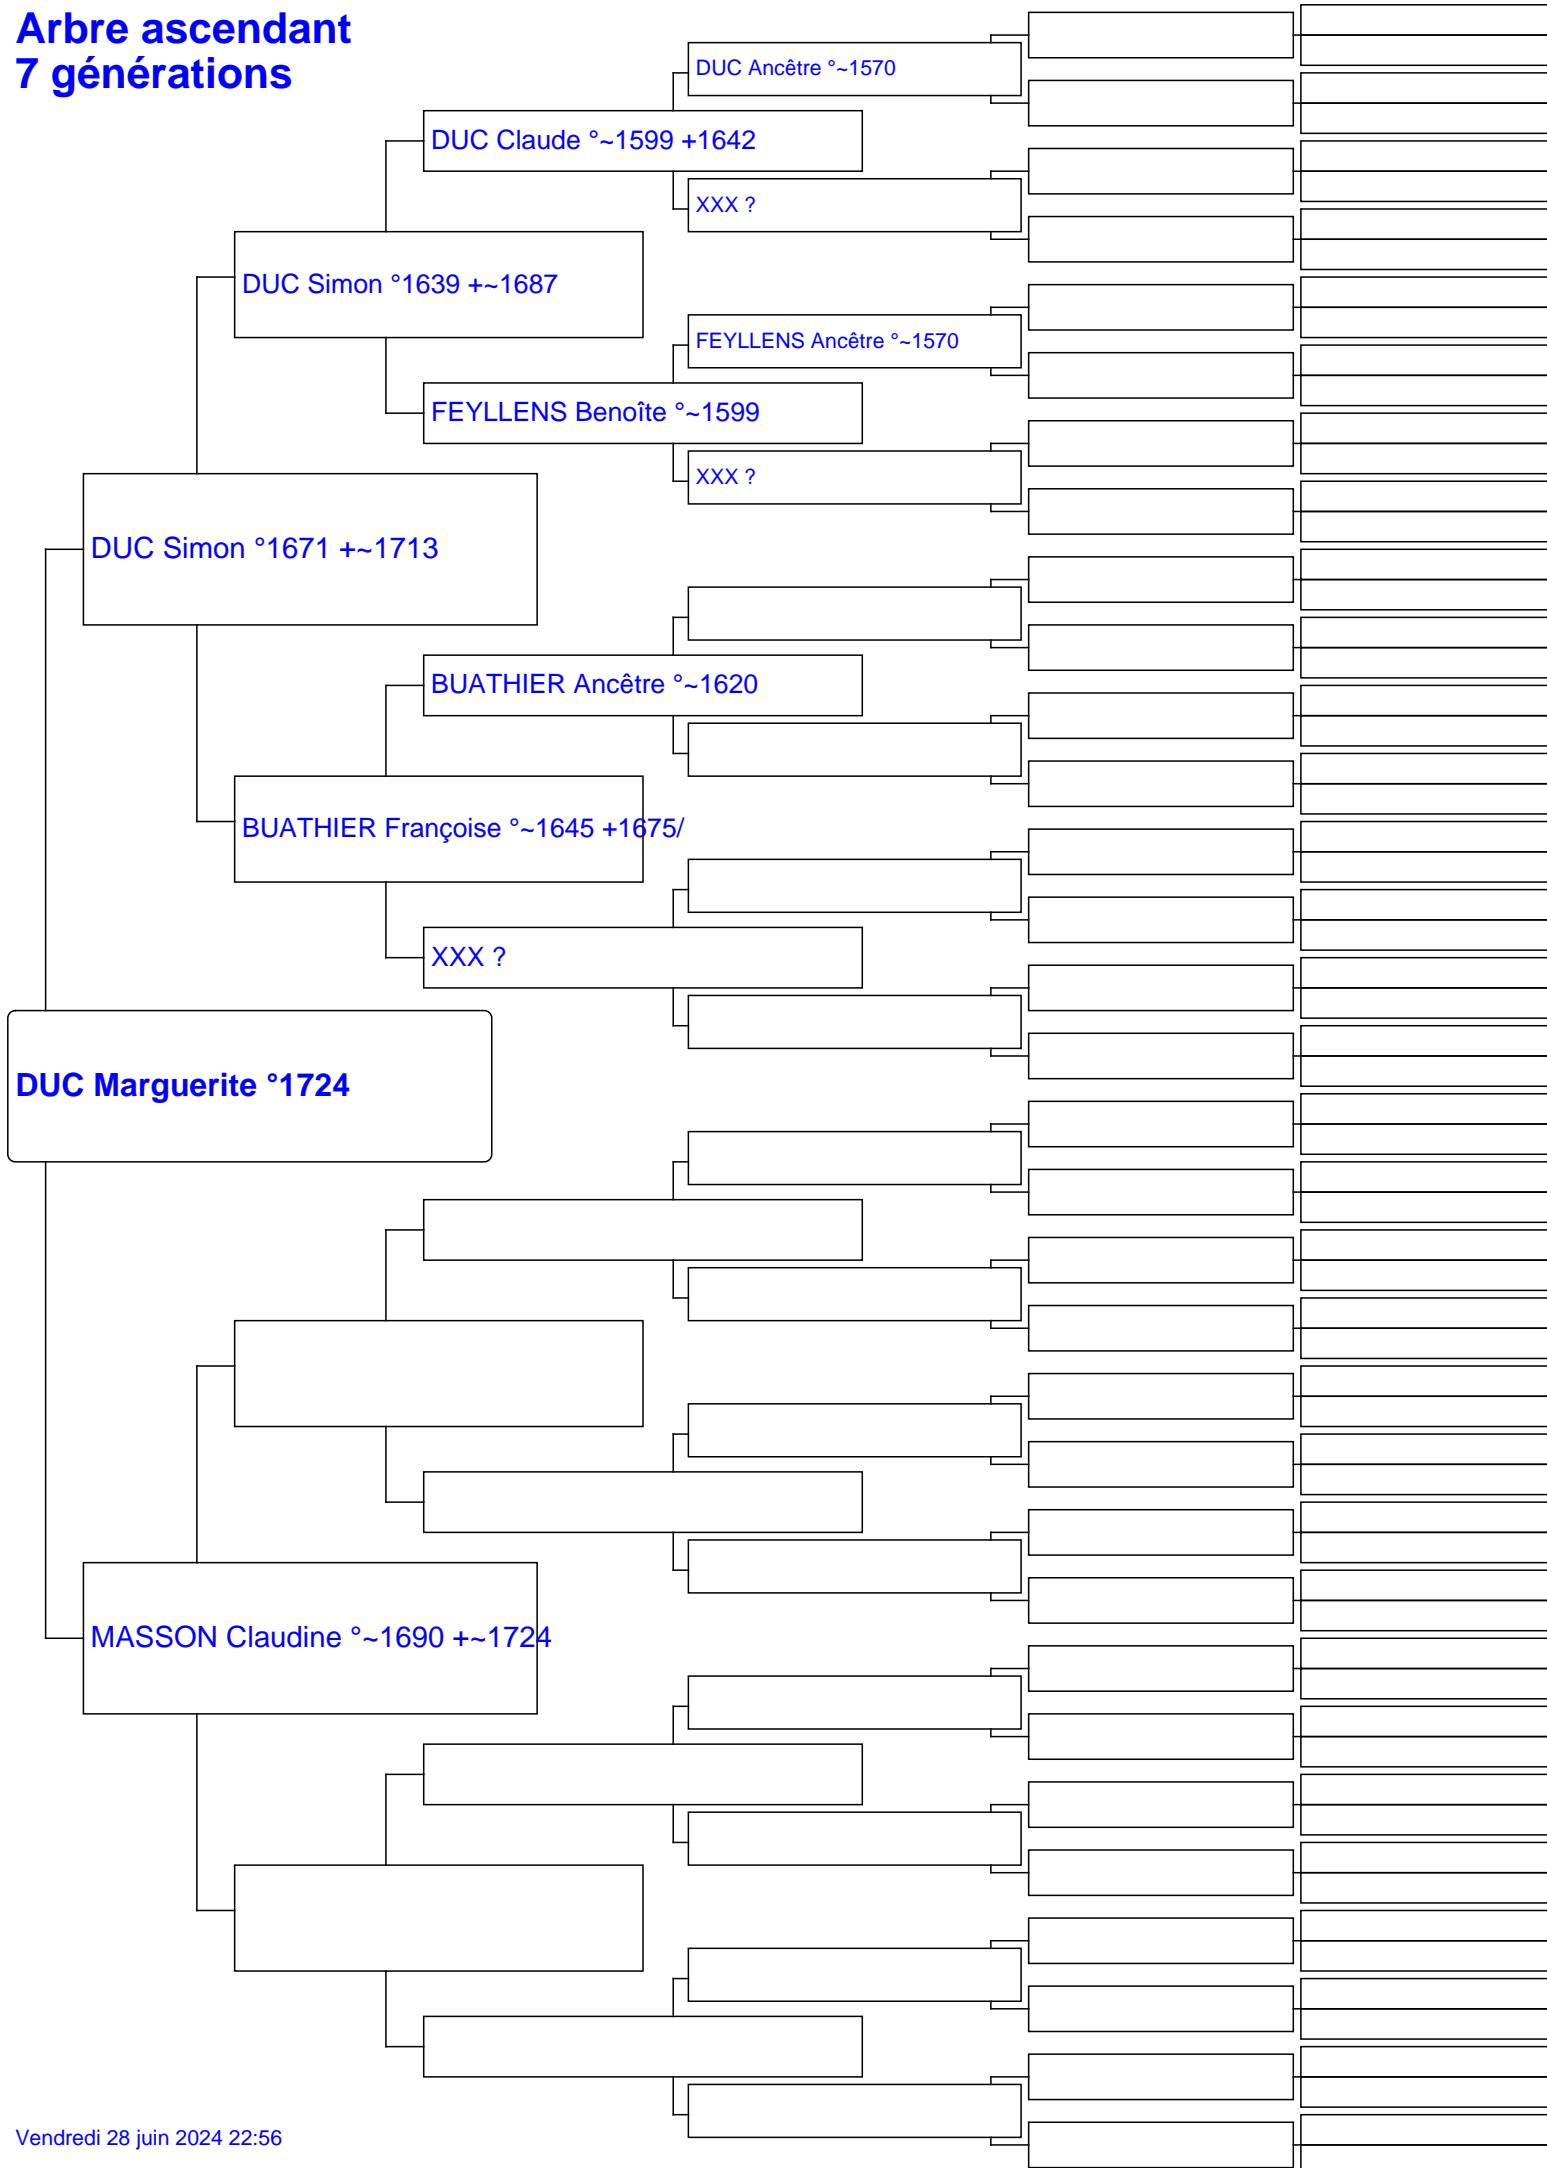 Arbre ascendant
7 générations
DUC Ancêtre °~1570
DUC Claude °~1599 +1642
XXX ?
DUC Simon °1639 +~1687
FEYLLENS Ancêtre °~1570
FEYLLENS Benoîte °~1599
XXX ?
DUC Simon °1671 +~1713
BUATHIER Ancêtre °~1620
BUATHIER Françoise °~1645 +1675/
XXX ?
DUC Marguerite °1724
MASSON Claudine °~1690 +~1724
Vendredi 28 juin 2024 22:56